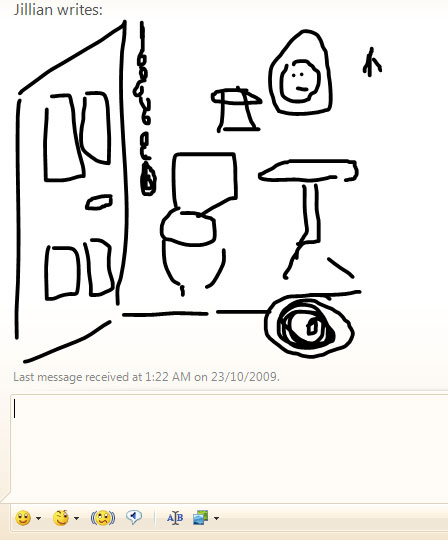 Jillian writes:
Last message received at 1:22 AM on 23/10/2009.